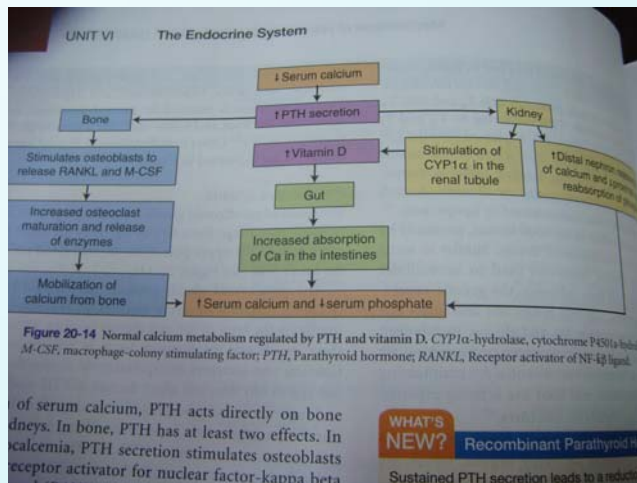 UNIT VI The Endocrine System
↓Serum calcium
Bone
↑PTH secretion
Kidney
Stimulates osteoblasts to
release RANKL and M-CSF
↑Vitamin D
Stimulation of
CYP1α in the
renal tubule
↑Distal nephron
of calcium and
reabsorption of
Increased osteoclast
maturation and release
of enzymes
Gut
Increased absorption
of Ca in the intestines
Mobilization of
calcium from bone
↑Serum calcium and ↓serum phosphate
Figure 20-14 Normal calcium metabolism regulated by PTH and vitamin D. CYP1α-hydrolase, cytochrome
M-CSF, macrophage-colony stimulating factor; PTH, Parathyroid hormone; RANKL, Receptor activator of NF-kβ ligand.
of serum calcium, PTH acts directly on bone
dneys. In bone, PTH has at least two effects. In
ocalcemia, PTH secretion stimulates osteoblasts
receptor activator for nuclear factor-kappa beta
WHAT'S
NEW? Recombinant Parathyroid
Sustained PTH secretion leads to a